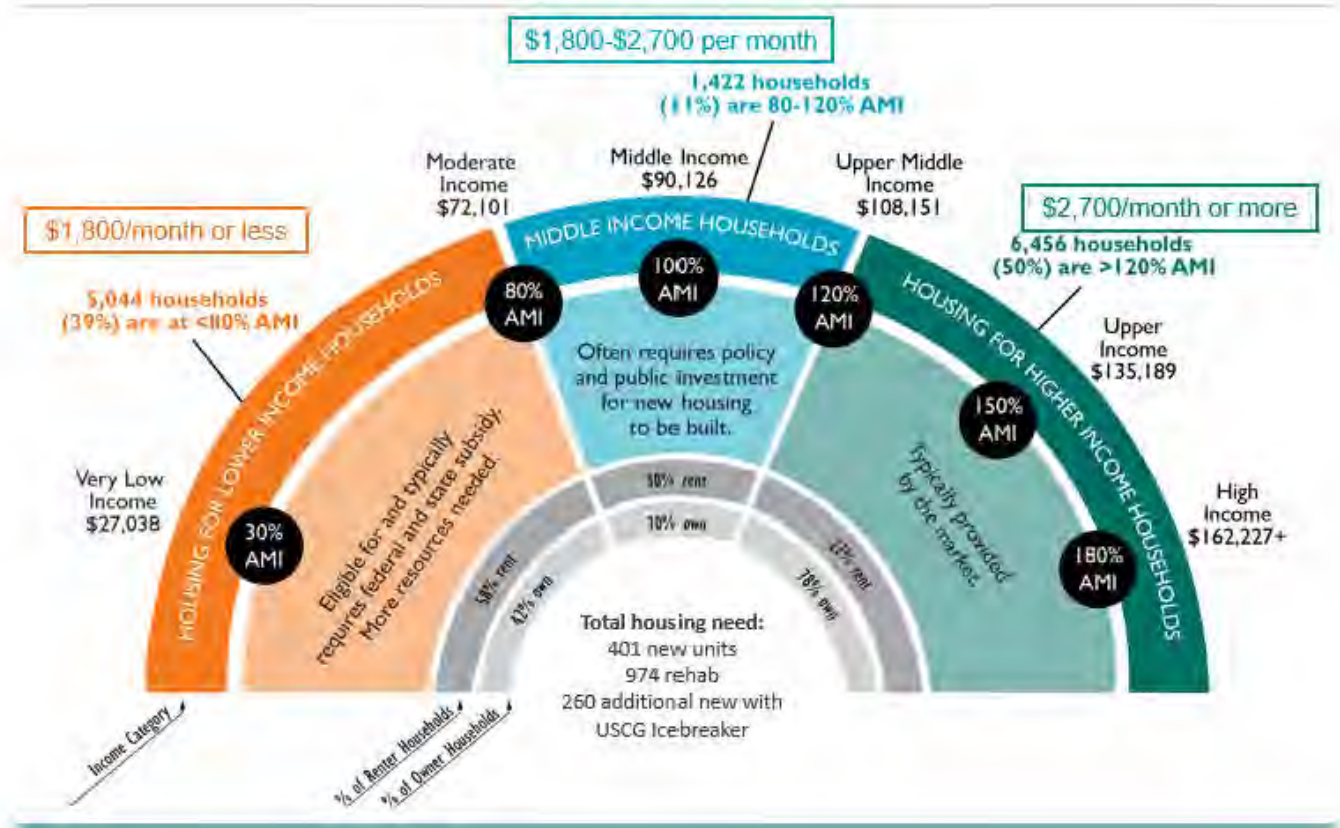 $1,800-$2,700 per month
1,422 households
(11%) are 80-120% AMI
Moderate
Income
$72,101
Middle Income
$90,126
Upper Middle
Income
$108,151
$1,800/month or less
5,044 households
(39%) are at <80% AMI
$2,700/month or more
6,456 households
(50%) are >120% AMI
Upper
Income
$135,189
Very Low
Income
$27,038
High
Income
$162,227+
HOUSING FOR LOWER INCOME HOUSEHOLDS
MIDDLE INCOME HOUSEHOLDS
HOUSING FOR HIGHER INCOME HOUSEHOLDS
30%
AMI
80%
AMI
100%
AMI
120%
AMI
150%
AMI
180%
AMI
Eligible for and typically
requires federal and state subsidy.
More resources needed.
Often requires policy
and public investment
for new housing
to be built.
Typically provided
by the market.
58% rent
42% own
rent
own
rent
78% own
Total housing need:
401 new units
974 rehab
260 additional new with
USCG Icebreaker
Income Category
% of Renter Households
% of Owner Households